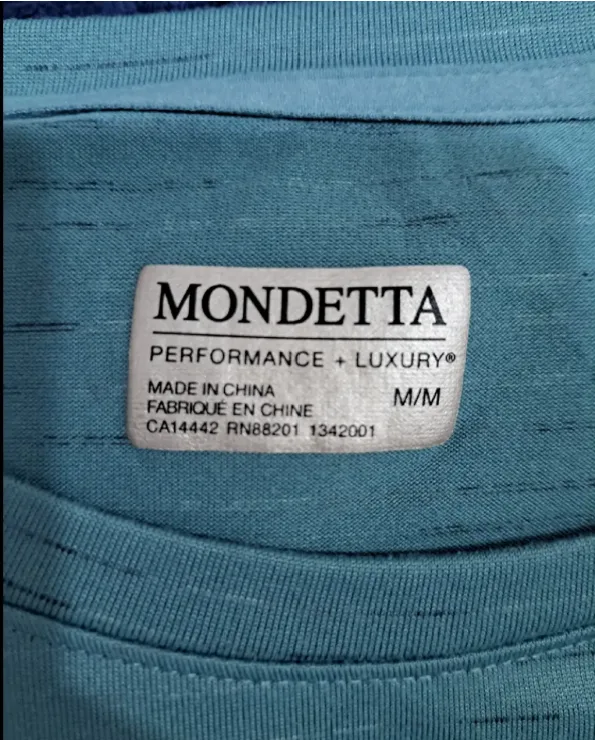 MONDETTA
PERFORMANCE + LUXURY®
MADE IN CHINA
FABRIQUÉ EN CHINE
M/M
CA14442 RN88201 1342001